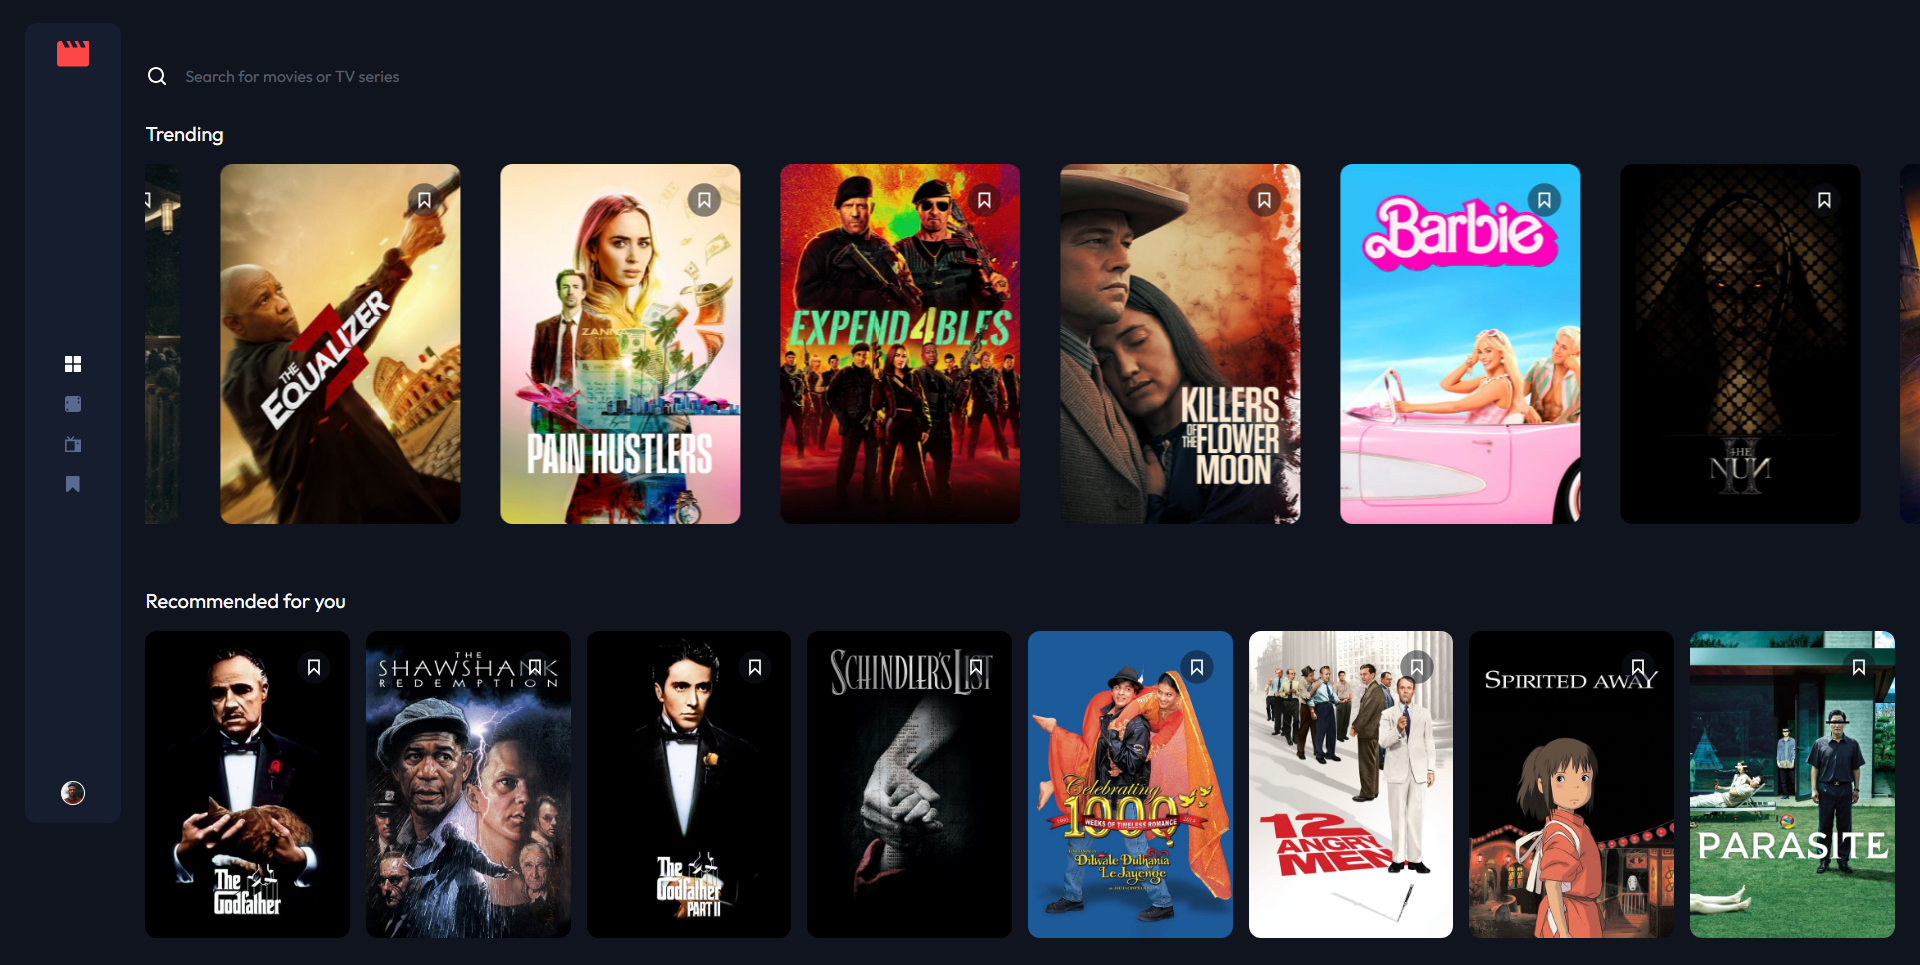 Search for movies or TV series
Trending
THE
EQUALIZER
ZANNA
PAIN HUSTLERS
EXPEND4BLES
KILLERS
OF THE FLOWER
MOON
Barbie
THE
NUN
II
Recommended for you
The
Godfather
THE
SHAWSHANK
REDEMPTION
The
Godfather
PART II
SCHINDLER'S LIST
Celebrating
1000
WEEKS OF TIMELESS ROMANCE
Dilwale Dulhania
Le Jayenge
12
ANGRY
MEN
SPIRITED AWAY
PARASITE